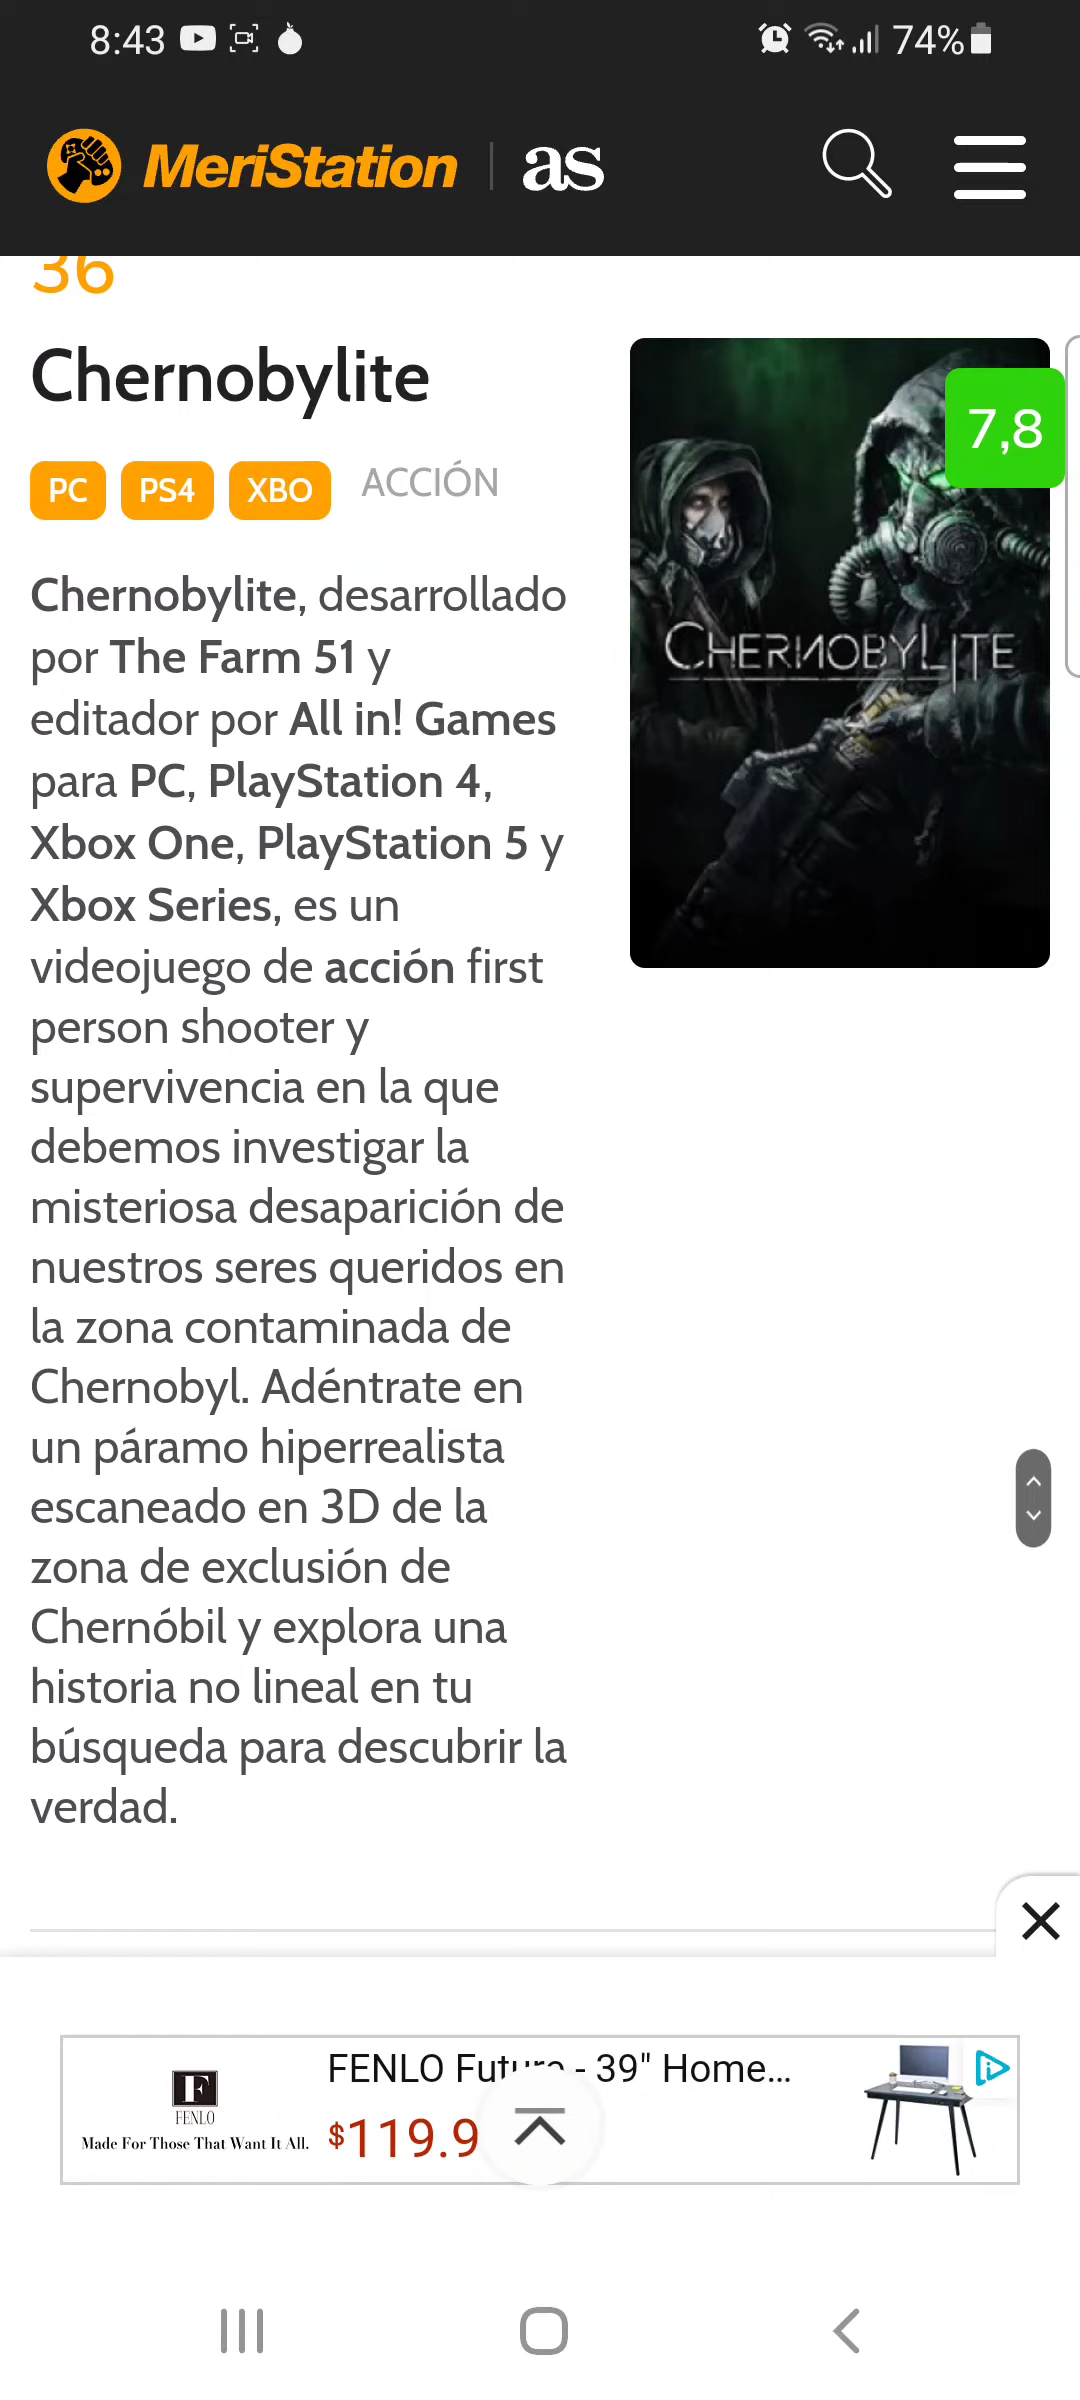 8:43
74%
MeriStation
as
36
Chernobylite
PC PS4 XBO ACCIÓN
7,8
CHERNOBYLITE
Chernobylite, desarrollado
por The Farm 51 y
editador por All in! Games
para PC, PlayStation 4,
Xbox One, PlayStation 5 y
Xbox Series, es un
videojuego de acción first
person shooter y
supervivencia en la que
debemos investigar la
misteriosa desaparición de
nuestros seres queridos en
la zona contaminada de
Chernobyl. Adéntrate en
un páramo hiperrealista
escaneado en 3D de la
zona de exclusión de
Chernóbil y explora una
historia no lineal en tu
búsqueda para descubrir la
verdad.
F
FENLO
Made For Those That Want It All.
FENLO Future - 39" Home...
$119.9